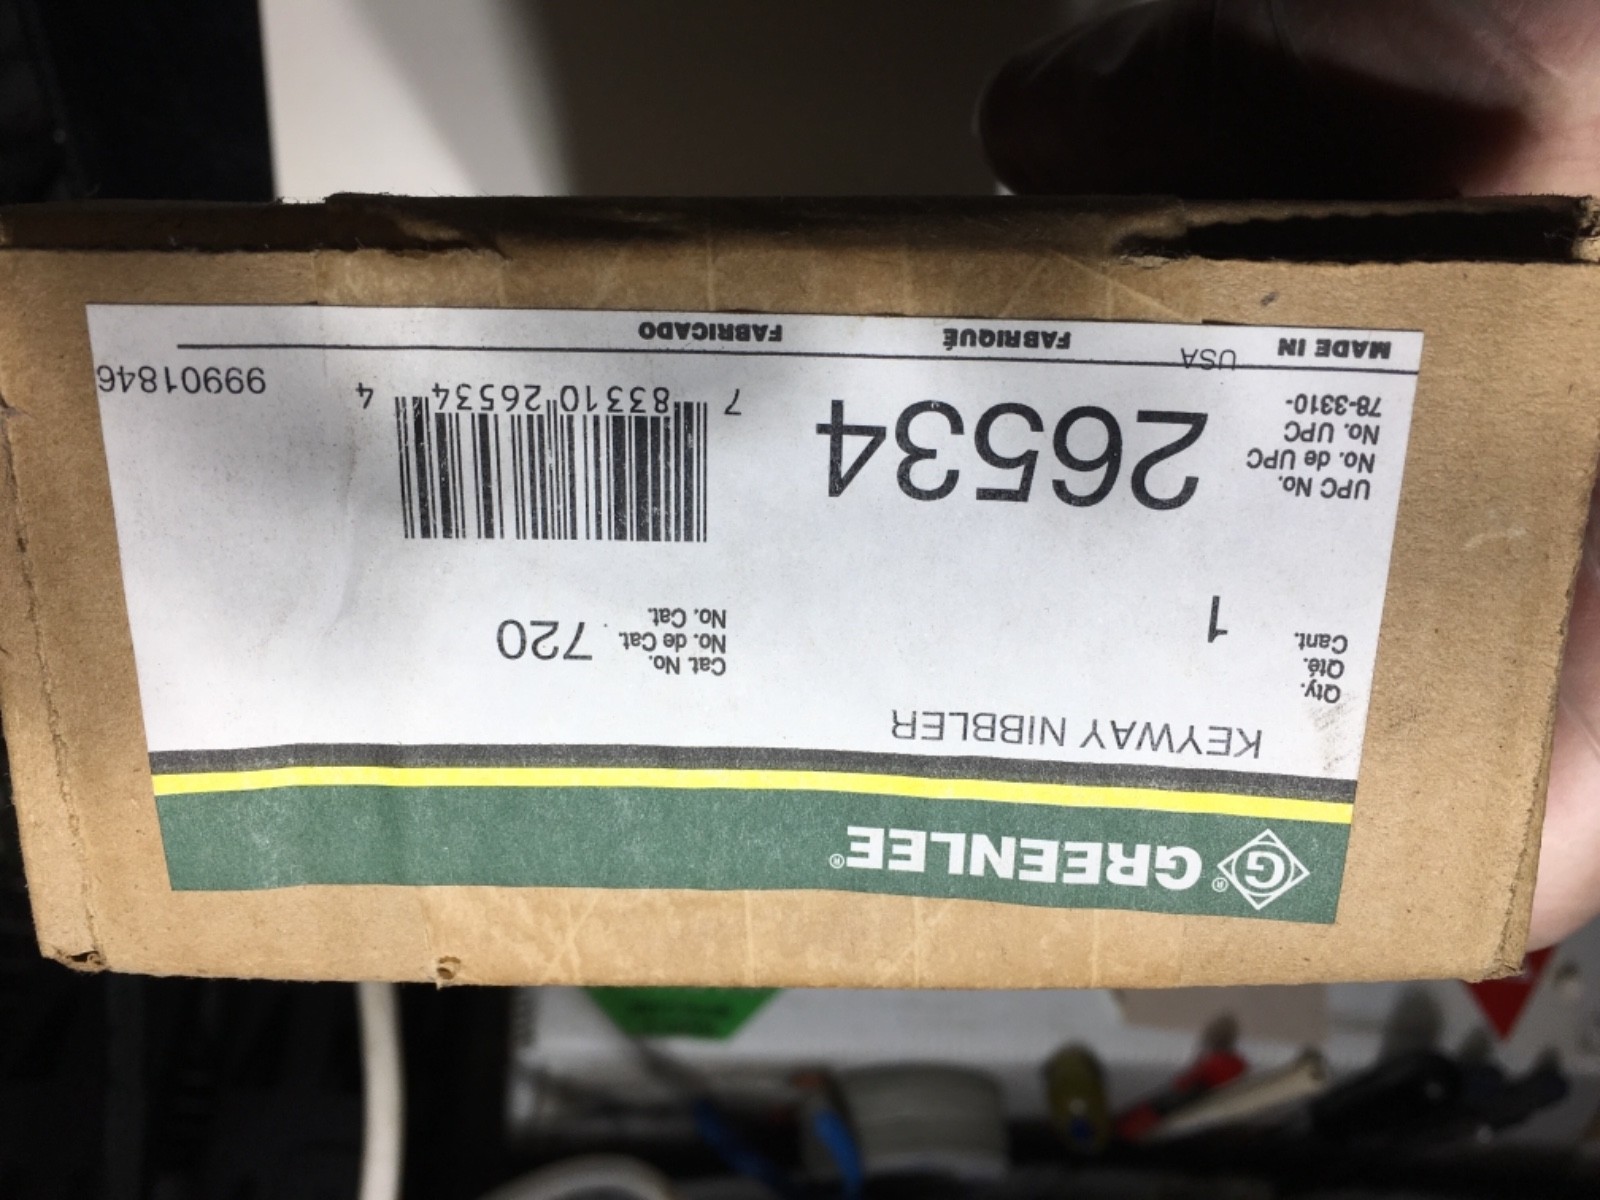 G® GREENLEE®
KEYWAY NIBBLER
Qty.
Qté.
Cant.
1
Cat No.
No. de Cat.
No. Cat.
720
UPC No.
No. de UPC
No. UPC
78-3310-
26534
7 83310 26534 4
99901846
MADE IN USA FABRIQUÉ FABRICADO